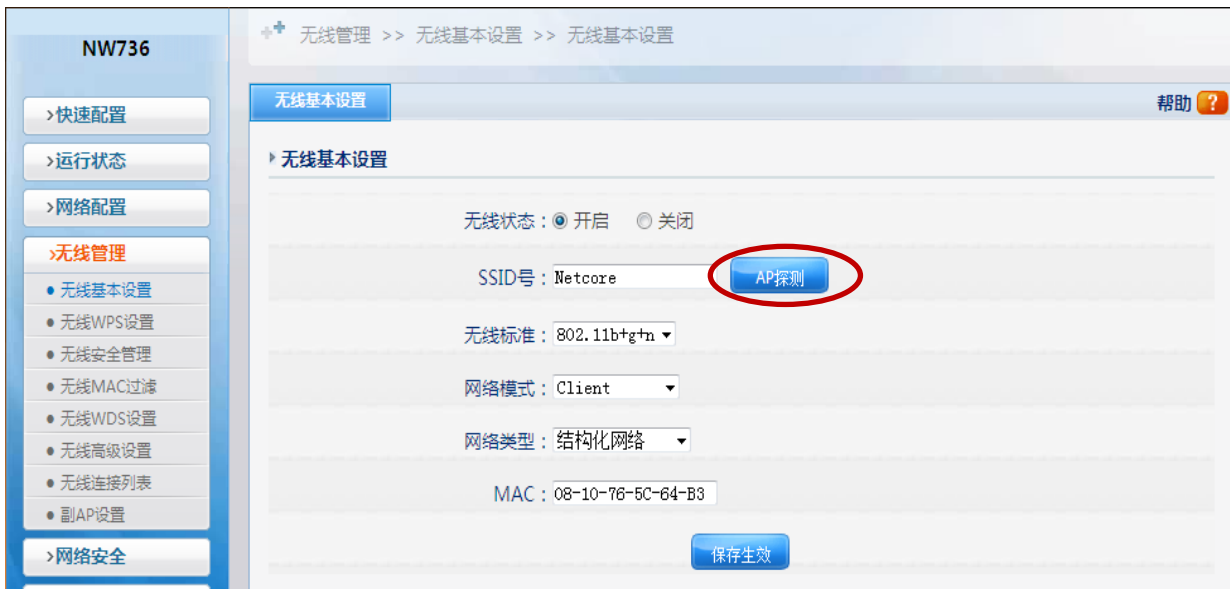 NW736
无线管理 >> 无线基本设置 >> 无线基本设置
>快速配置
>运行状态
>网络配置
>无线管理
● 无线基本设置
● 无线WPS设置
● 无线安全管理
● 无线MAC过滤
● 无线WDS设置
● 无线高级设置
● 无线连接列表
● 副AP设置
>网络安全
无线基本设置
帮助 ?
无线基本设置
无线状态：开启 关闭
SSID号：Netcore AP探测
无线标准：802.11b+g+n
网络模式：Client
网络类型：结构化网络
MAC：08-10-76-5C-64-B3
保存生效